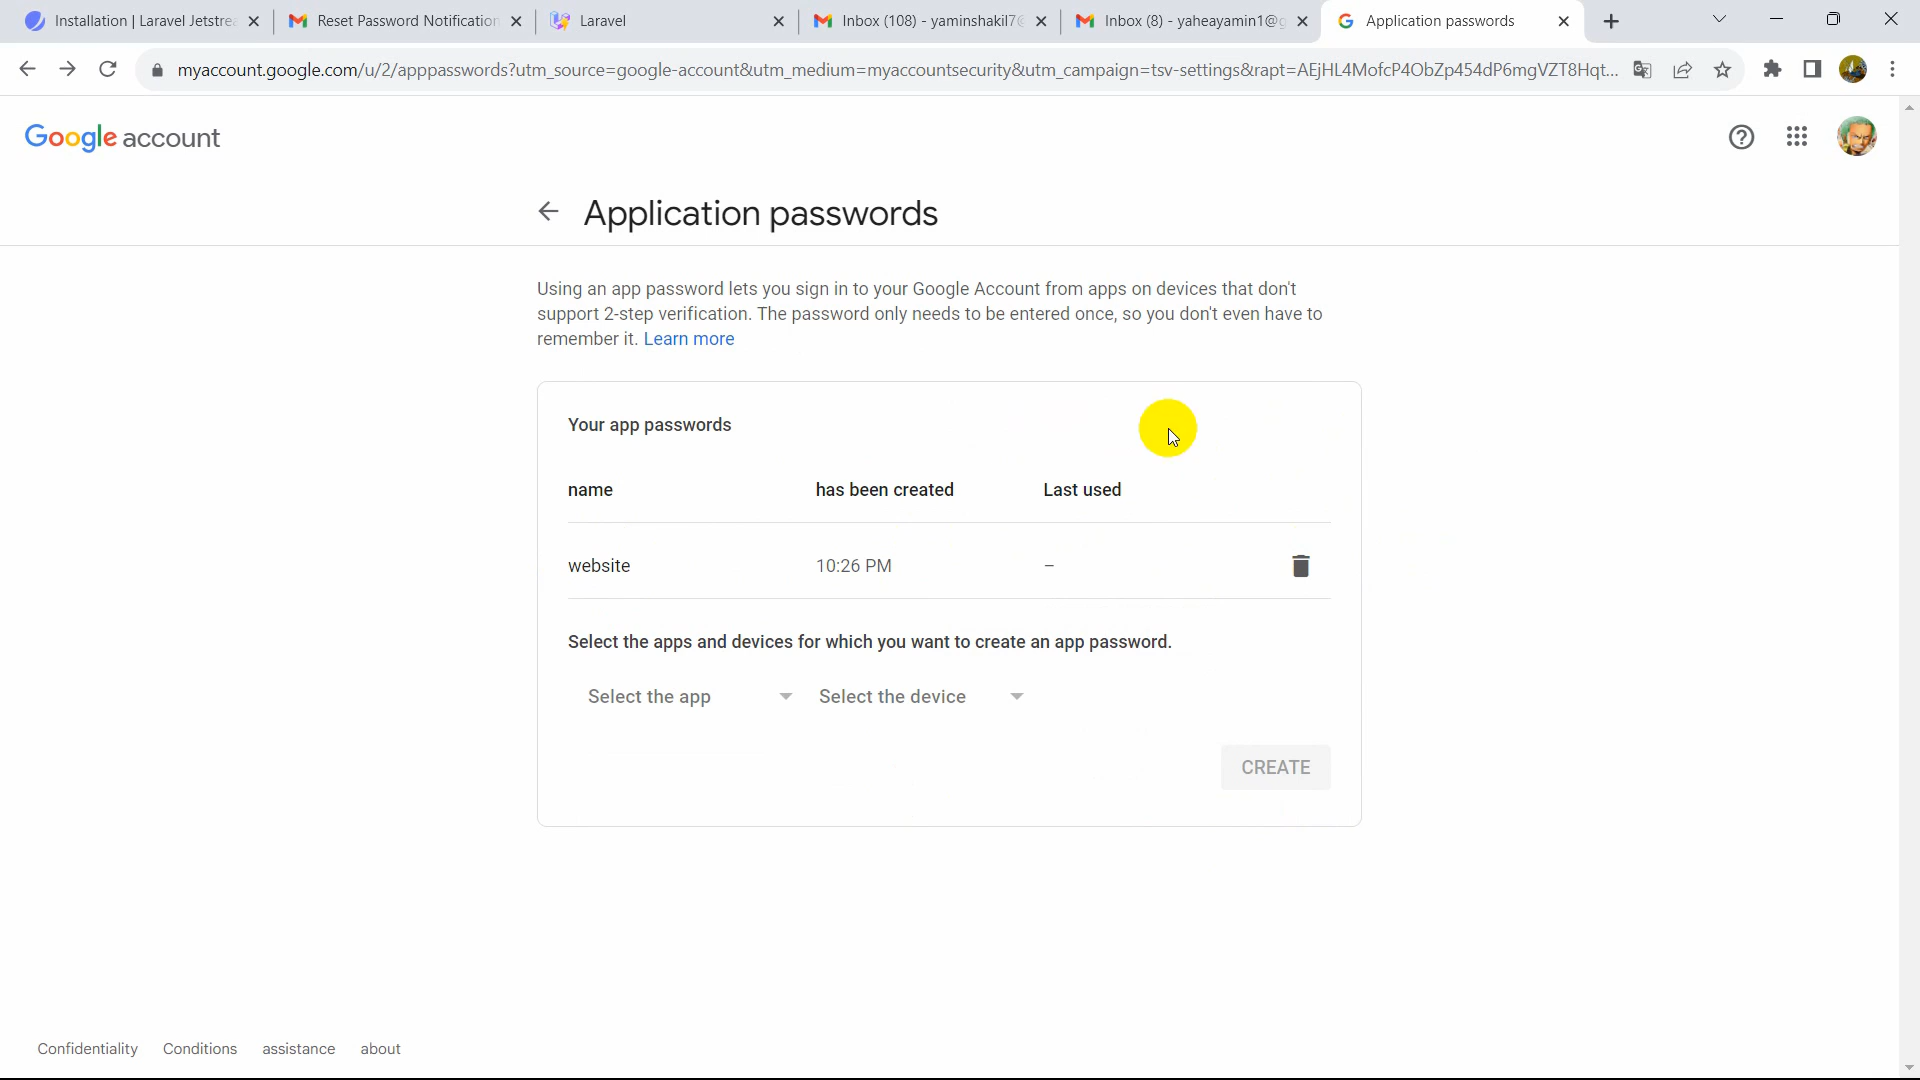 Installation | Laravel Jetstre
Reset Password Notification
Laravel
Inbox (108) - yaminshakil7@
Inbox (8) - yaheayamin1@g
Application passwords
myaccount.google.com/u/2/apppasswords?utm_source=google-account&utm_medium=myaccountsecurity&utm_campaign=tsv-settings&rapt=AEjHL4MofcP4ObZp454dP6mgVZT8Hqt...
Google account
Application passwords
Using an app password lets you sign in to your Google Account from apps on devices that don't
support 2-step verification. The password only needs to be entered once, so you don't even have to
remember it. Learn more
Your app passwords
name has been created Last used
website 10:26 PM –
Select the apps and devices for which you want to create an app password.
Select the app Select the device
CREATE
Confidentiality Conditions assistance about